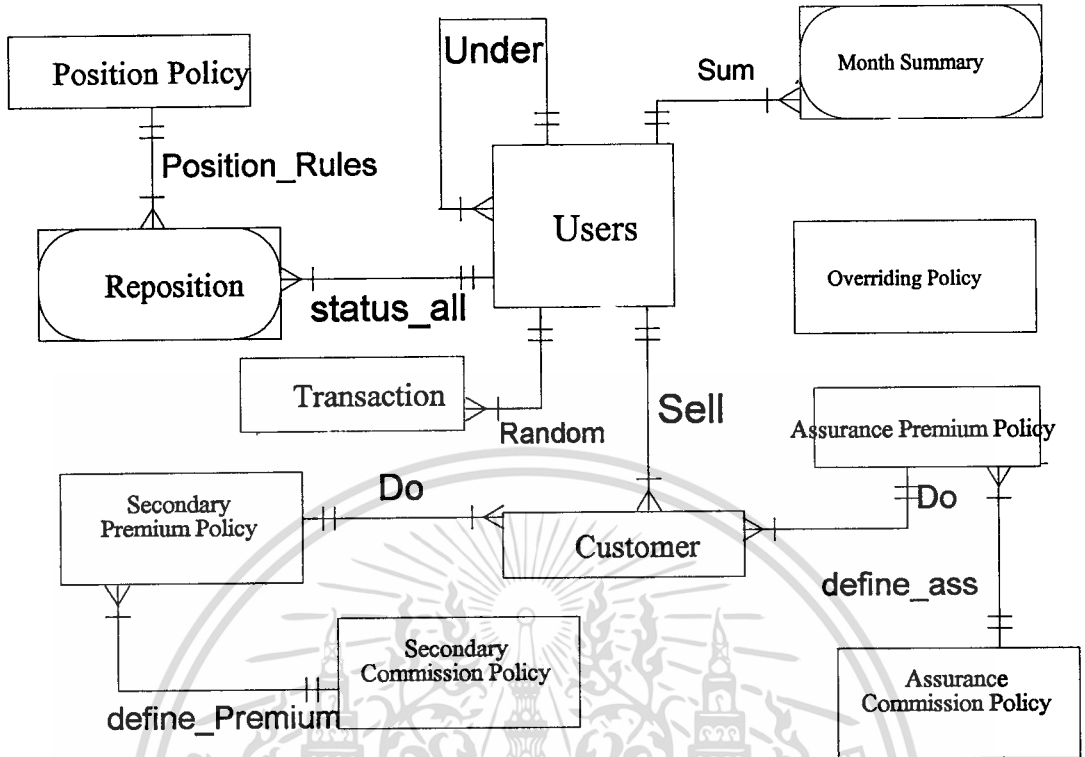 Under
Sum
Month Summary
Position Policy
Position_Rules
Users
Overriding Policy
Reposition
status_all
Transaction
Random
Sell
Assurance Premium Policy
Do
Do
Secondary
Premium Policy
Customer
define_ass
Secondary
Commission Policy
define_Premium
Assurance
Commission Policy